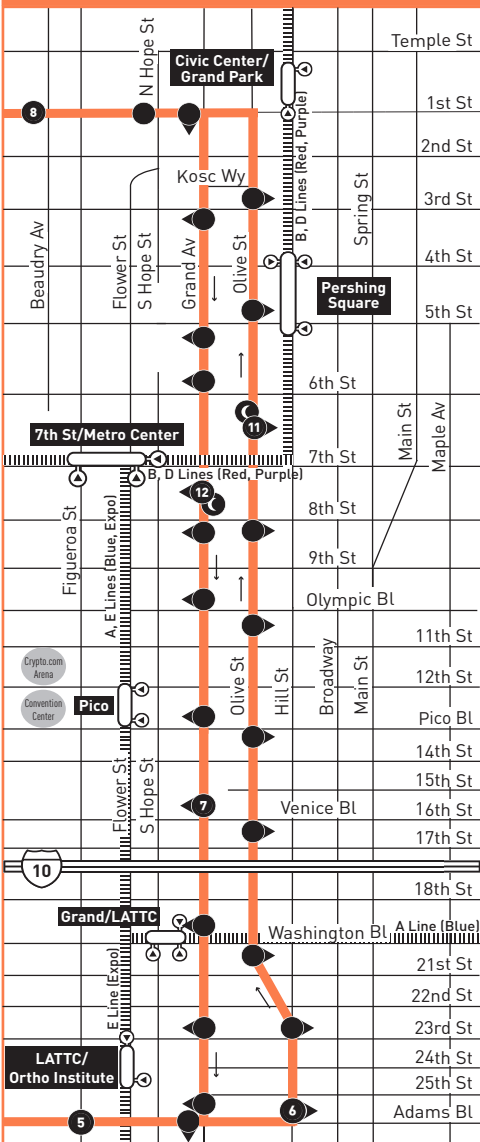 Temple St
N Hope St
Civic Center/
Grand Park
8
1st St
B, D Lines (Red, Purple)
2nd St
Kosc Wy
3rd St
Beaudry Av
Flower St
S Hope St
Grand Av
Olive St
Spring St
4th St
Pershing
Square
5th St
6th St
11
Main St
Maple Av
7th St/Metro Center
7th St
B, D Lines (Red, Purple)
12
8th St
Figueroa St
A, E Lines (Blue, Expo)
9th St
Olympic Bl
11th St
Crypto.com
Arena
12th St
Olive St
Hill St
Broadway
Main St
Convention
Center
Pico
Pico Bl
14th St
Flower St
S Hope St
15th St
7
Venice Bl
16th St
17th St
10
18th St
Grand/LATTC
Washington Bl
A Line (Blue)
E Line (Expo)
21st St
22nd St
23rd St
LATTC/
Ortho Institute
24th St
25th St
5
6
Adams Bl